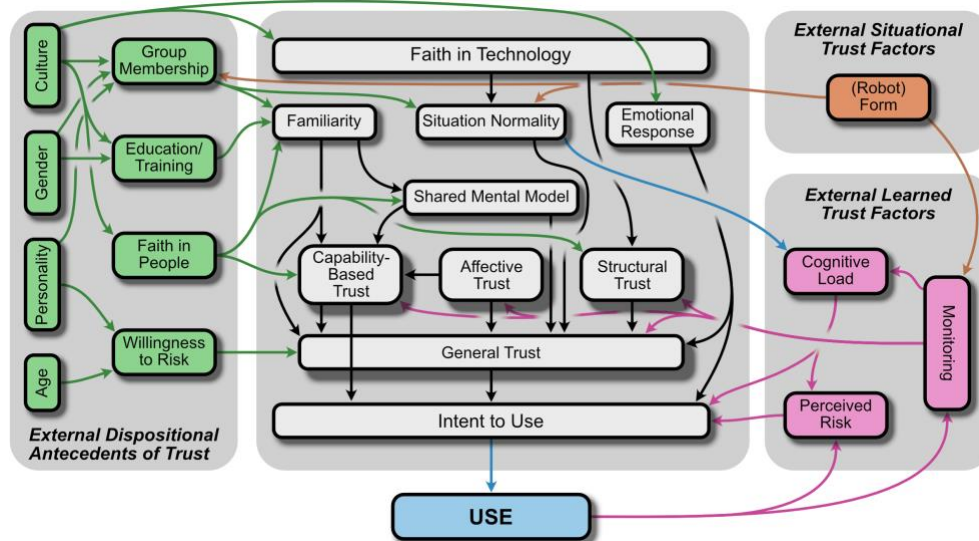 Culture
Gender
Personality
Age
Group
Membership
Education/
Training
Faith in
People
Willingness
to Risk
External Dispositional
Antecedents of Trust
Faith in Technology
Familiarity
Situation Normality
Emotional
Response
Shared Mental Model
Capability-
Based
Trust
Affective
Trust
Structural
Trust
General Trust
Intent to Use
USE
External Situational
Trust Factors
(Robot)
Form
External Learned
Trust Factors
Cognitive
Load
Monitoring
Perceived
Risk